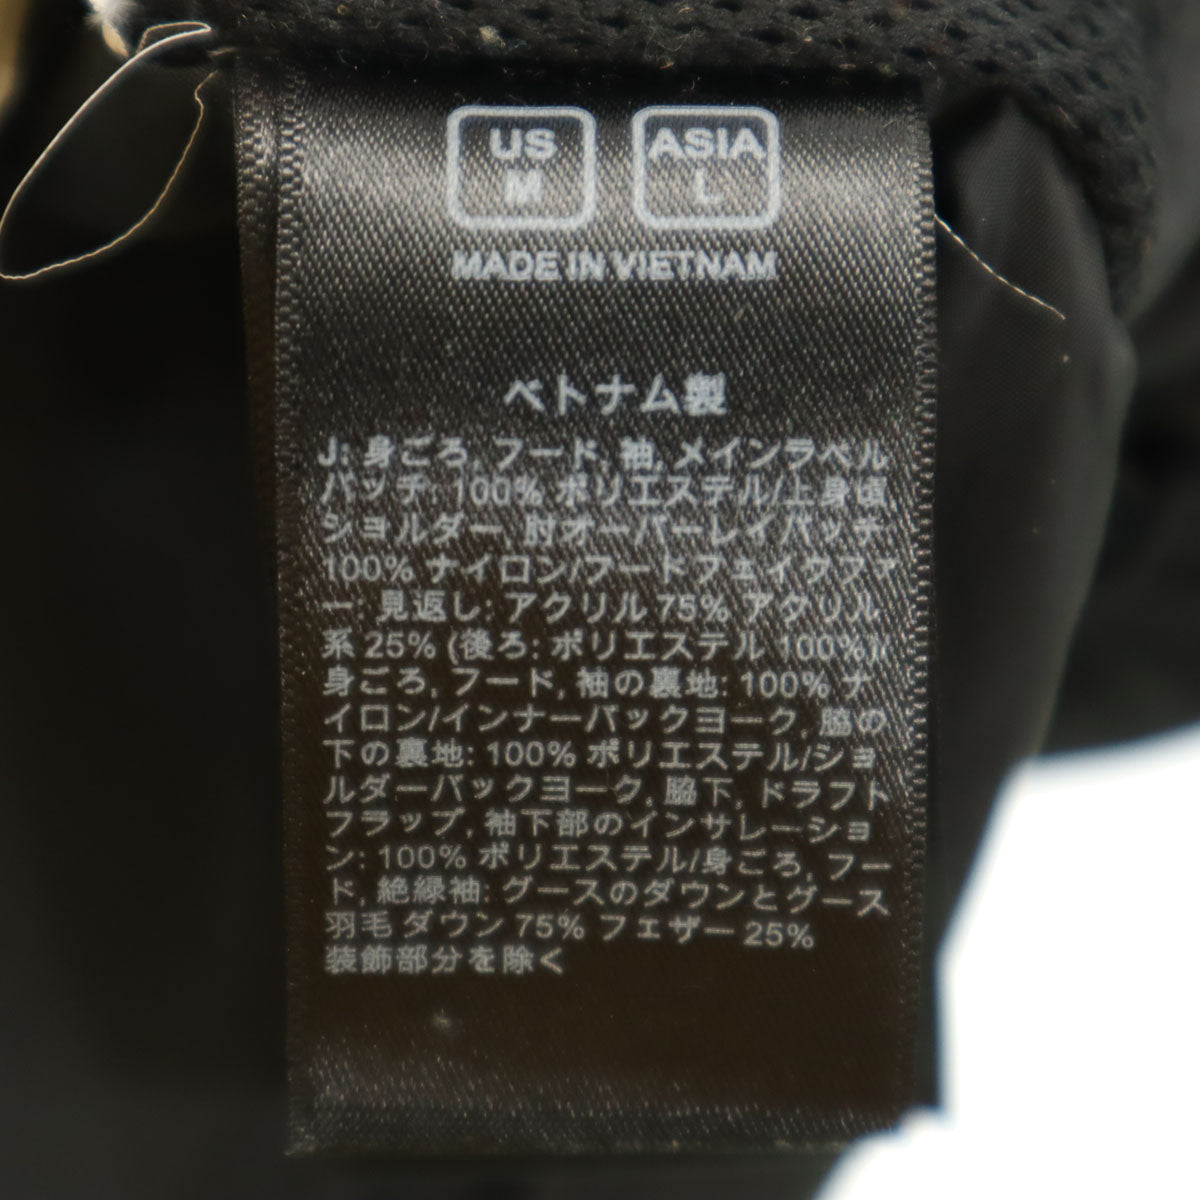 US
M
ASIA
L
MADE IN VIETNAM
ベトナム製
J: 身ごろ, フード, 袖, メインラベル
パッチ: 100% ポリエステル/上身頃
ショルダー, 肘オーバーレイパッチ:
100% ナイロン/フードフェイクファ
ー: 見返し: アクリル 75% アクリル
系 25% (後ろ: ポリエステル 100%)/
身ごろ, フード, 袖の裏地: 100% ナ
イロン/インナーバックヨーク, 脇の
下の裏地: 100% ポリエステル/ショ
ルダーバックヨーク, 脇下, ドラフト
フラップ, 袖下部のインサレーショ
ン: 100% ポリエステル/身ごろ, フー
ド, 絶縁袖: グースのダウンとグース
羽毛 ダウン 75% フェザー 25%
装飾部分を除く